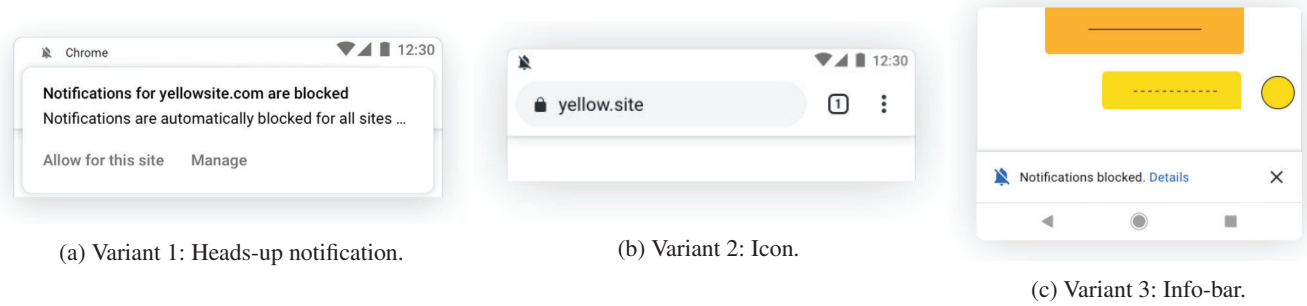 Chrome
12:30
Notifications for yellowsite.com are blocked
Notifications are automatically blocked for all sites ...
Allow for this site Manage
(a) Variant 1: Heads-up notification.
12:30
yellow.site 1
(b) Variant 2: Icon.
Notifications blocked. Details
(c) Variant 3: Info-bar.